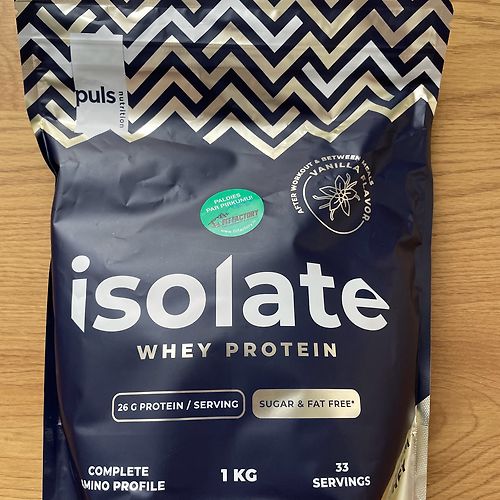 puls
nutrition
AFTER WORKOUT & BETWEEN MEALS
VANILLA FLAVOR
PALDIES
PAR PIRKUMU!
isolate
WHEY PROTEIN
26 G PROTEIN / SERVING
SUGAR & FAT FREE*
COMPLETE
AMINO PROFILE
1 KG
33
SERVINGS